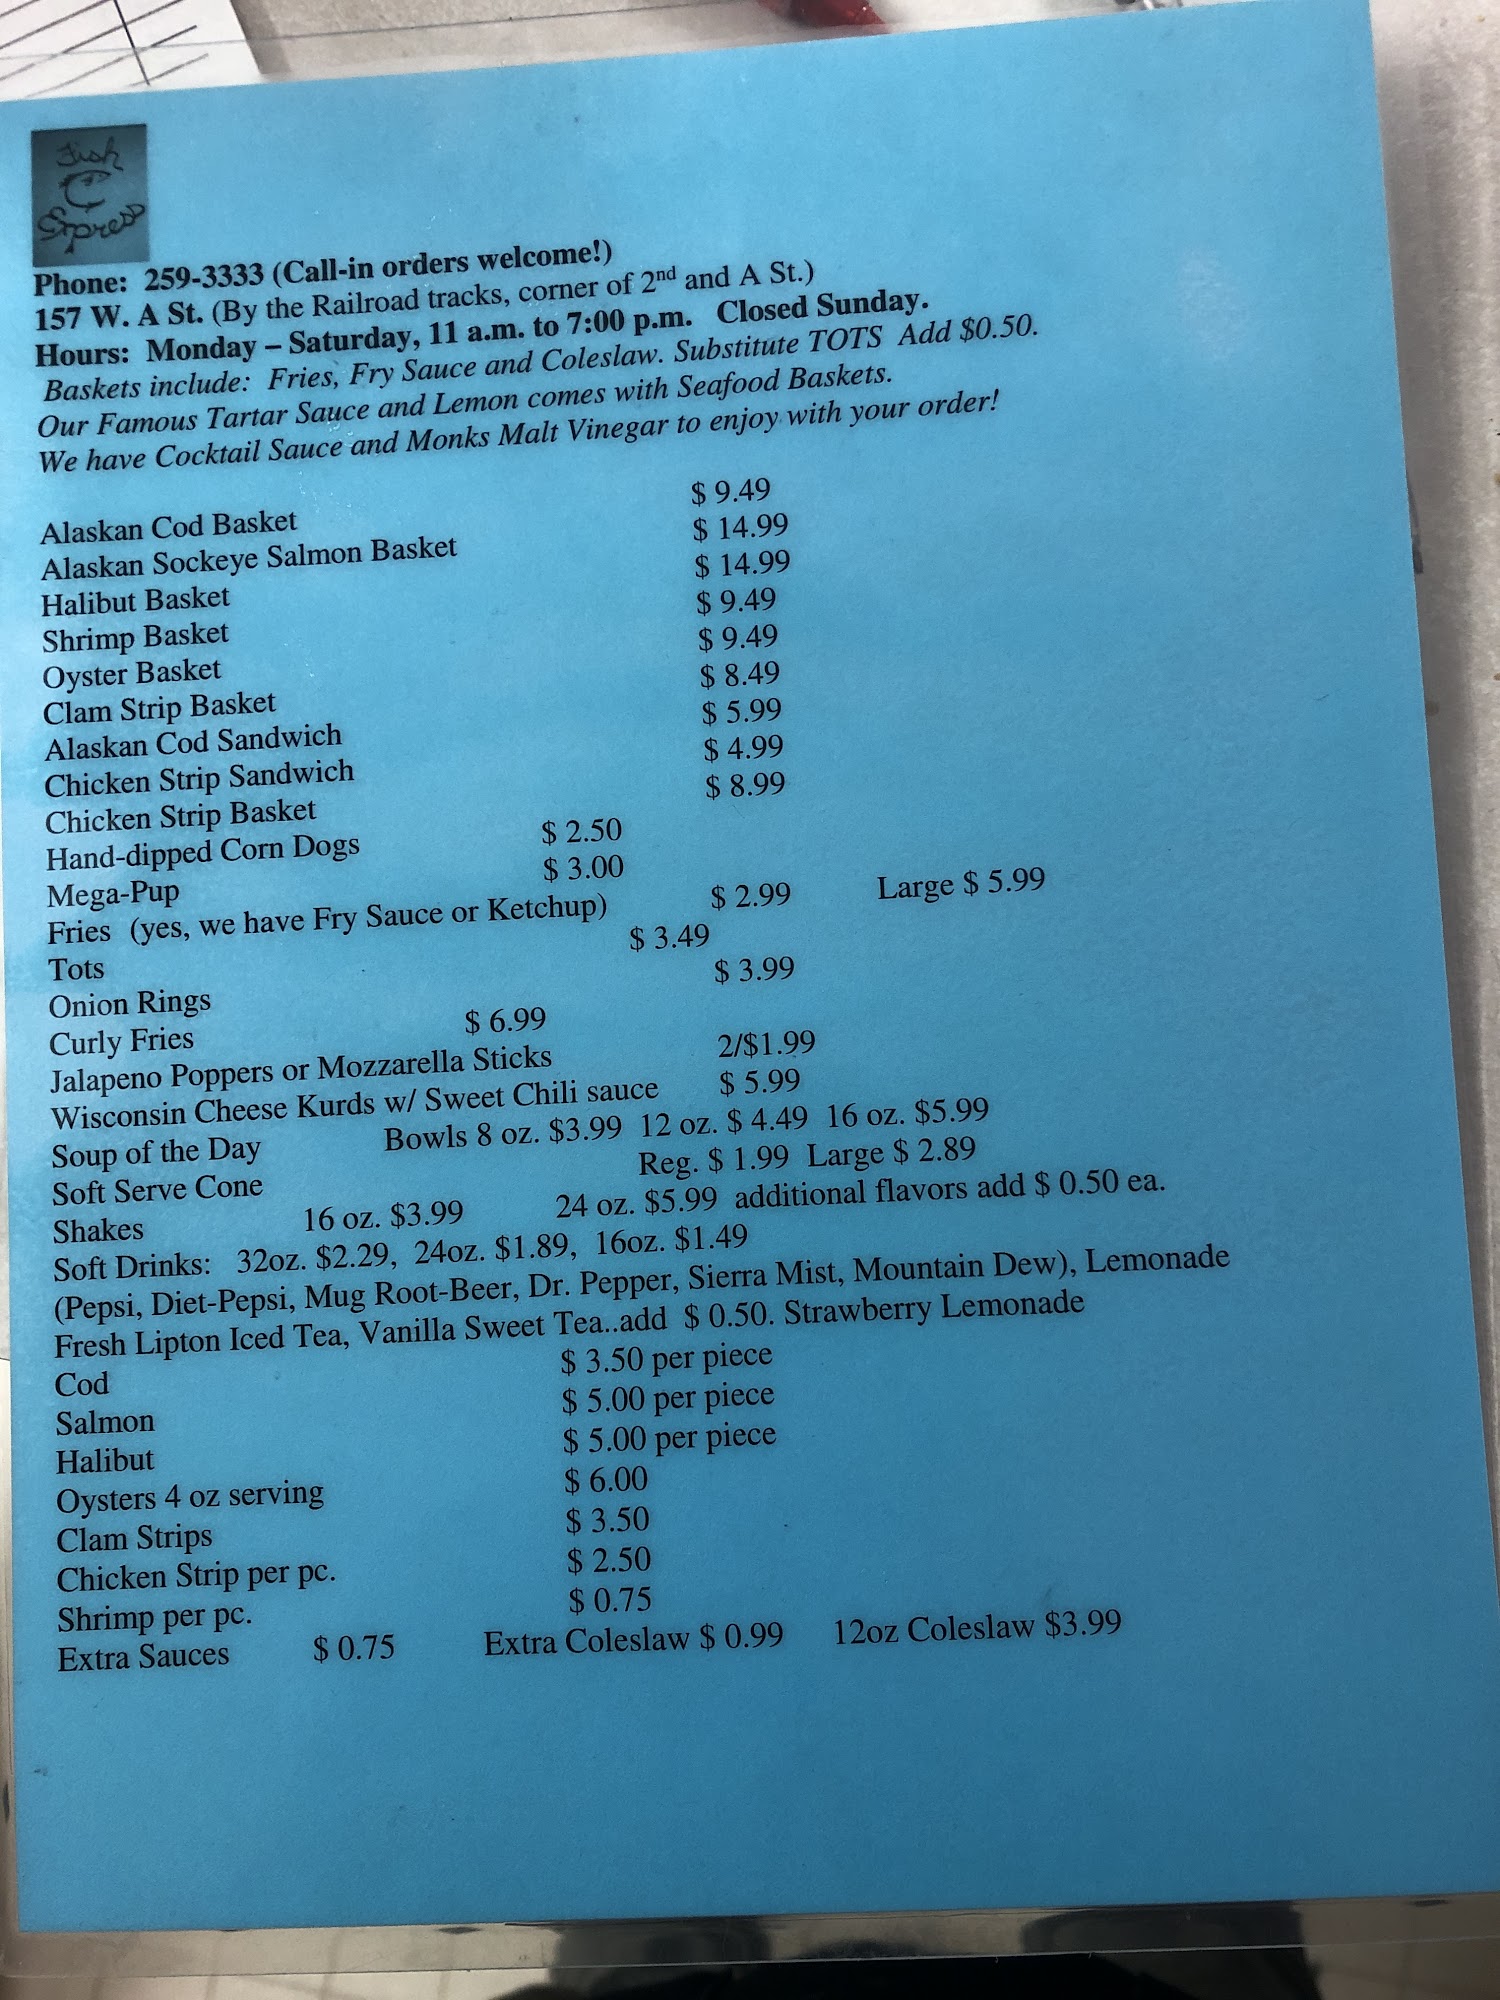 Fish
Express
Phone: 259-3333 (Call-in orders welcome!)
157 W. A St. (By the Railroad tracks, corner of 2nd and A St.)
Hours: Monday – Saturday, 11 a.m. to 7:00 p.m. Closed Sunday.
Baskets include: Fries, Fry Sauce and Coleslaw. Substitute TOTS Add $0.50.
Our Famous Tartar Sauce and Lemon comes with Seafood Baskets.
We have Cocktail Sauce and Monks Malt Vinegar to enjoy with your order!
Alaskan Cod Basket $ 9.49
Alaskan Sockeye Salmon Basket $ 14.99
Halibut Basket $ 14.99
Shrimp Basket $ 9.49
Oyster Basket $ 9.49
Clam Strip Basket $ 8.49
Alaskan Cod Sandwich $ 5.99
Chicken Strip Sandwich $ 4.99
Chicken Strip Basket $ 8.99
Hand-dipped Corn Dogs $ 2.50
Mega-Pup $ 3.00
Fries (yes, we have Fry Sauce or Ketchup) $ 2.99 Large $ 5.99
Tots $ 3.49
Onion Rings $ 3.99
Curly Fries $ 6.99
Jalapeno Poppers or Mozzarella Sticks 2/$1.99
Wisconsin Cheese Kurds w/ Sweet Chili sauce $ 5.99
Soup of the Day Bowls 8 oz. $3.99 12 oz. $ 4.49 16 oz. $5.99
Soft Serve Cone Reg. $ 1.99 Large $ 2.89
Shakes 16 oz. $3.99 24 oz. $5.99 additional flavors add $ 0.50 ea.
Soft Drinks: 32oz. $2.29, 24oz. $1.89, 16oz. $1.49
(Pepsi, Diet-Pepsi, Mug Root-Beer, Dr. Pepper, Sierra Mist, Mountain Dew), Lemonade
Fresh Lipton Iced Tea, Vanilla Sweet Tea..add $ 0.50. Strawberry Lemonade
Cod $ 3.50 per piece
Salmon $ 5.00 per piece
Halibut $ 5.00 per piece
Oysters 4 oz serving $ 6.00
Clam Strips $ 3.50
Chicken Strip per pc. $ 2.50
Shrimp per pc. $ 0.75
Extra Sauces $ 0.75 Extra Coleslaw $ 0.99 12oz Coleslaw $3.99